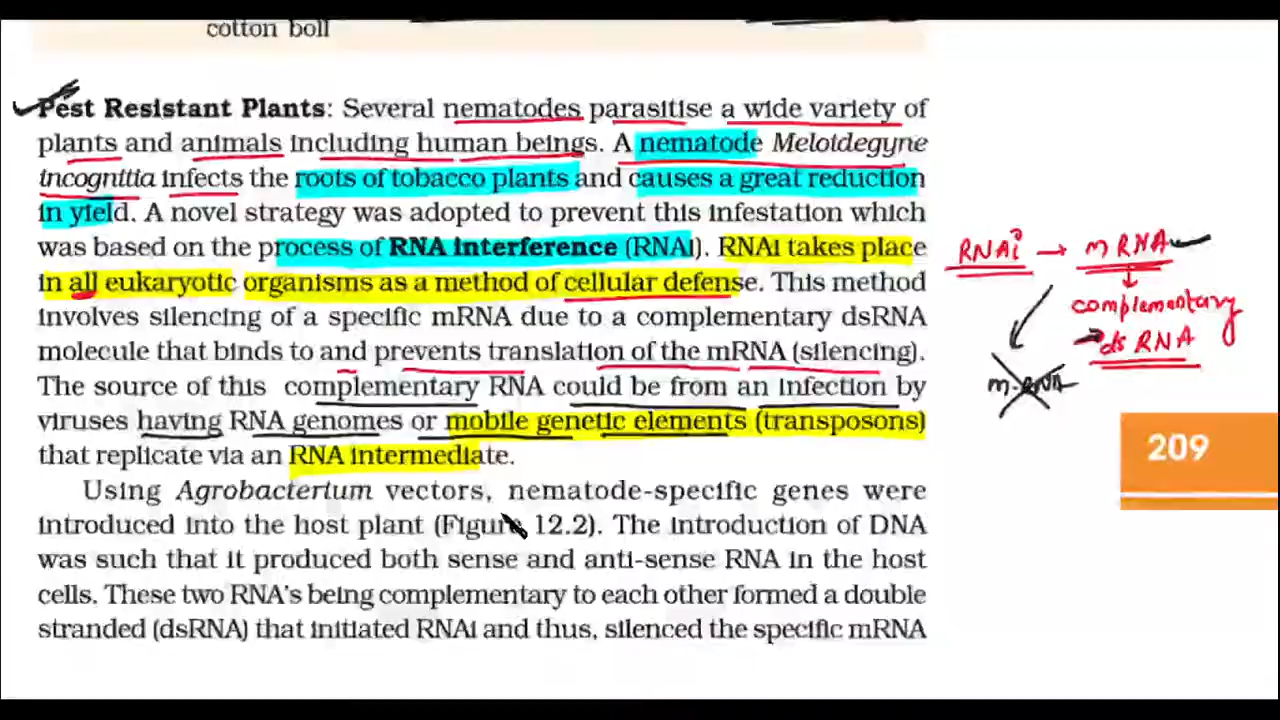 cotton boll
Pest Resistant Plants: Several nematodes parasitise a wide variety of
plants and animals including human beings. A nematode Meloidegyne
incognitia infects the roots of tobacco plants and causes a great reduction
in yield. A novel strategy was adopted to prevent this infestation which
was based on the process of RNA interference (RNAi). RNAi takes place
in all eukaryotic organisms as a method of cellular defense. This method
involves silencing of a specific mRNA due to a complementary dsRNA
molecule that binds to and prevents translation of the mRNA (silencing).
The source of this complementary RNA could be from an infection by
viruses having RNA genomes or mobile genetic elements (transposons)
that replicate via an RNA intermediate.
Using Agrobacterium vectors, nematode-specific genes were
introduced into the host plant (Figure 12.2). The introduction of DNA
was such that it produced both sense and anti-sense RNA in the host
cells. These two RNA's being complementary to each other formed a double
stranded (dsRNA) that initiated RNAi and thus, silenced the specific mRNA
RNAi → mRNA
complementary
ds RNA
m-RNA
209